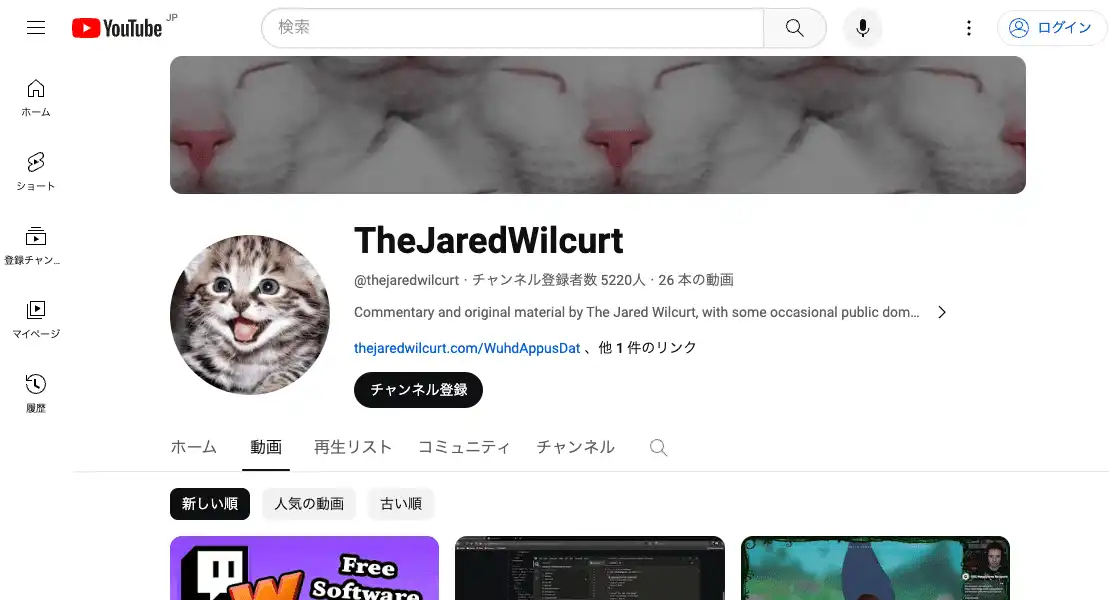 YouTube JP
検索
ログイン
ホーム
ショート
登録チャン...
マイページ
履歴
TheJaredWilcurt
@thejaredwilcurt · チャンネル登録者数 5220人 · 26 本の動画
Commentary and original material by The Jared Wilcurt, with some occasional public dom...
thejaredwilcurt.com/WuhdAppusDat 、他 1 件のリンク
チャンネル登録
ホーム 動画 再生リスト コミュニティ チャンネル
新しい順 人気の動画 古い順
Free
Software